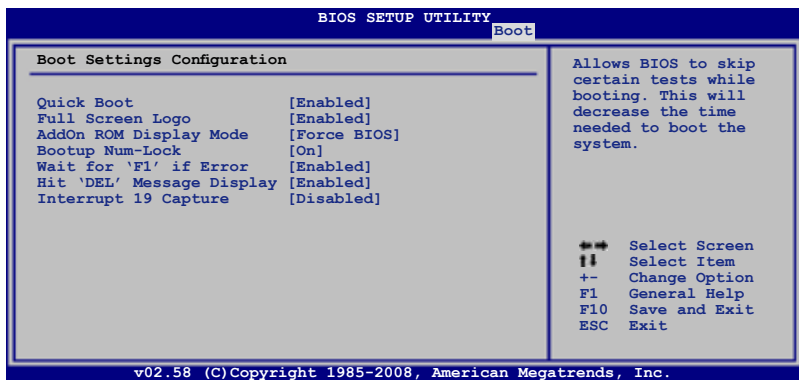 BIOS SETUP UTILITY
Boot
Boot Settings Configuration
Quick Boot [Enabled]
Full Screen Logo [Enabled]
AddOn ROM Display Mode [Force BIOS]
Bootup Num-Lock [On]
Wait for ‘F1’ if Error [Enabled]
Hit ‘DEL’ Message Display [Enabled]
Interrupt 19 Capture [Disabled]
Allows BIOS to skip
certain tests while
booting. This will
decrease the time
needed to boot the
system.
←→ Select Screen
↑↓ Select Item
+- Change Option
F1 General Help
F10 Save and Exit
ESC Exit
v02.58 (C)Copyright 1985-2008, American Megatrends, Inc.